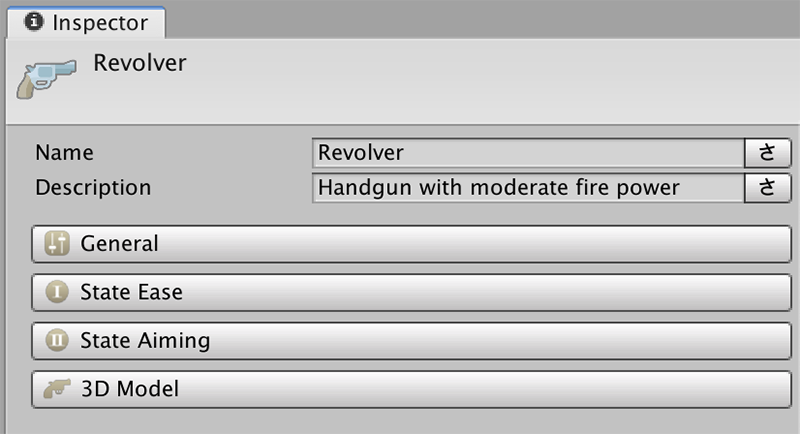 Inspector
Revolver
Name Revolver さ
Description Handgun with moderate fire power さ
General
I State Ease
II State Aiming
3D Model